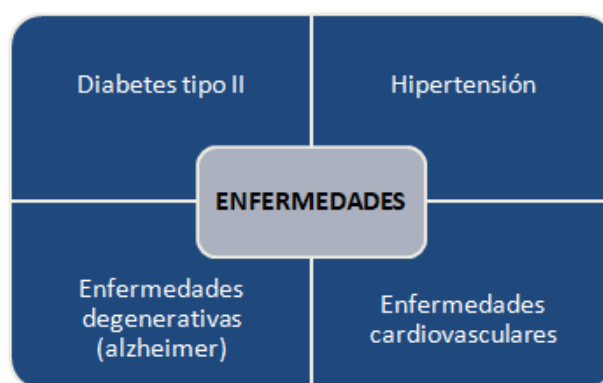 Diabetes tipo II
Hipertensión
ENFERMEDADES
Enfermedades
degenerativas
(alzheimer)
Enfermedades
cardiovasculares